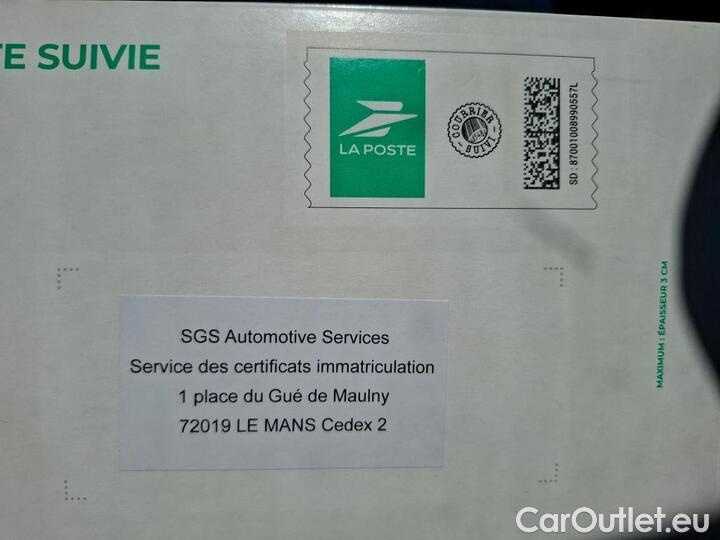 TE SUIVIE
LA POSTE
COURRIER
SUIVI
SD : 87001008990557L
MAXIMUM : ÉPAISSEUR 3 CM
SGS Automotive Services
Service des certificats immatriculation
1 place du Gué de Maulny
72019 LE MANS Cedex 2
CarOutlet.eu